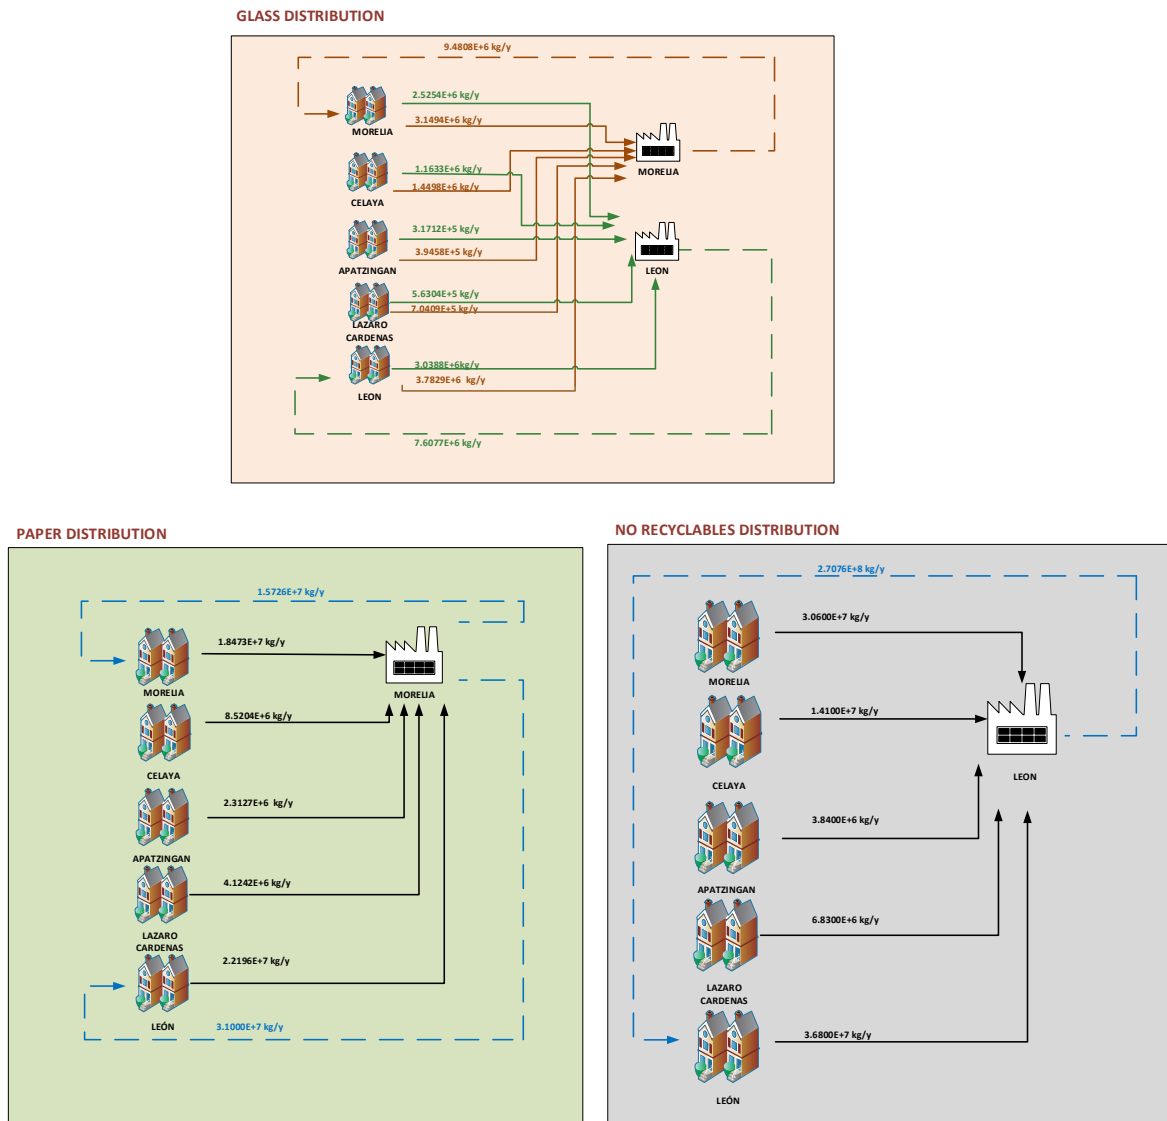 GLASS DISTRIBUTION
9.4808E+6 kg/y
2.5254E+6 kg/y
3.1494E+6 kg/y
MORELIA
MORELIA
1.1633E+6 kg/y
1.4498E+6 kg/y
CELAYA
3.1712E+5 kg/y
3.9458E+5 kg/y
APATZINGAN
LEON
5.6304E+5 kg/y
7.0409E+5 kg/y
LAZARO
CARDENAS
3.0388E+6kg/y
3.7829E+6 kg/y
LEON
7.6077E+6 kg/y
PAPER DISTRIBUTION
1.5726E+7 kg/y
1.8473E+7 kg/y
MORELIA
MORELIA
8.5204E+6 kg/y
CELAYA
2.3127E+6 kg/y
APATZINGAN
4.1242E+6 kg/y
LAZARO
CARDENAS
2.2196E+7 kg/y
LEÓN
3.1000E+7 kg/y
NO RECYCLABLES DISTRIBUTION
2.7076E+8 kg/y
3.0600E+7 kg/y
MORELIA
1.4100E+7 kg/y
CELAYA
LEON
3.8400E+6 kg/y
APATZINGAN
6.8300E+6 kg/y
LAZARO
CARDENAS
3.6800E+7 kg/y
LEÓN